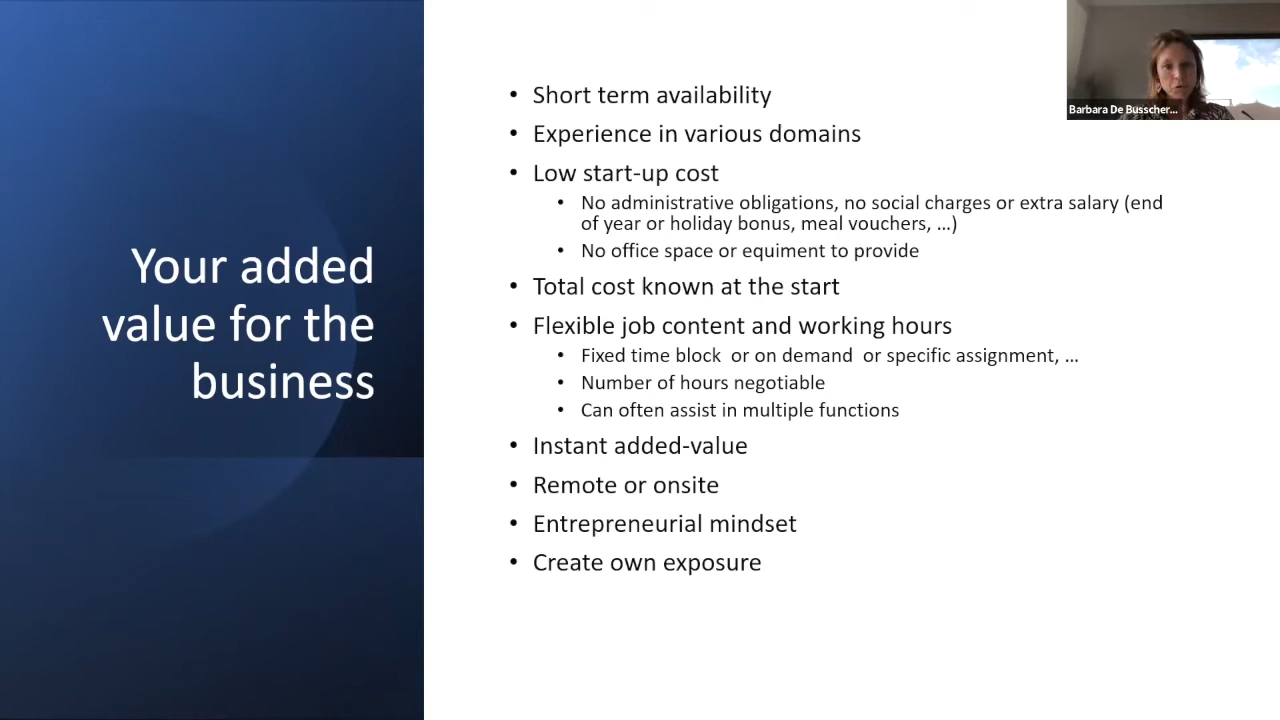 Your added
value for the
business
• Short term availability
• Experience in various domains
• Low start-up cost
• No administrative obligations, no social charges or extra salary (end
of year or holiday bonus, meal vouchers, …)
• No office space or equiment to provide
• Total cost known at the start
• Flexible job content and working hours
• Fixed time block or on demand or specific assignment, …
• Number of hours negotiable
• Can often assist in multiple functions
• Instant added-value
• Remote or onsite
• Entrepreneurial mindset
• Create own exposure
Barbara De Busscher...